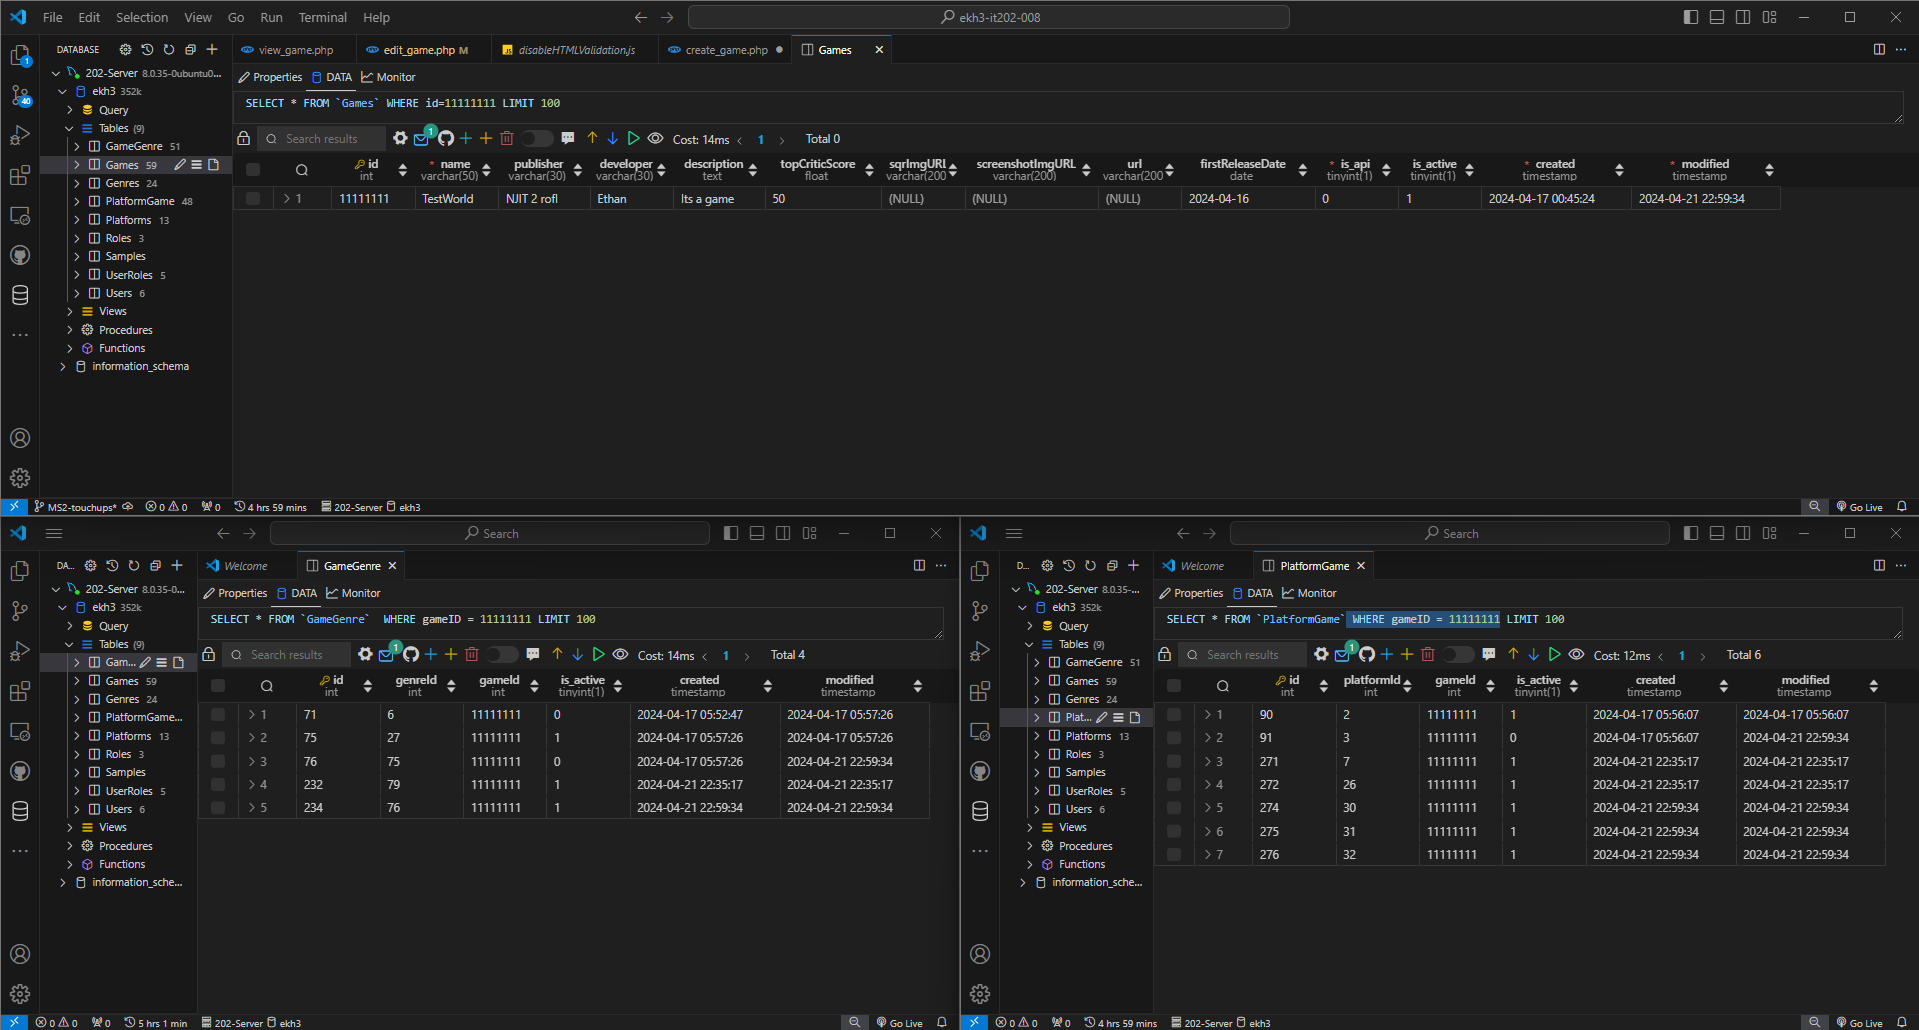 File Edit Selection View Go Run Terminal Help
ekh3-it202-008
1
40
DATABASE
202-Server 8.0.35-0ubuntu0...
ekh3 352k
Query
Tables (9)
GameGenre 51
Games 59
Genres 24
PlatformGame 48
Platforms 13
Roles 3
Samples
UserRoles 5
Users 6
Views
Procedures
Functions
information_schema
view_game.php edit_game.php M disableHTMLValidation.js create_game.php Games
Properties DATA Monitor
SELECT * FROM `Games` WHERE id=11111111 LIMIT 100
Search results 1 Cost: 14ms 1 Total 0
id name publisher developer description topCriticScore sqrImgURL screenshotImgURL url firstReleaseDate * is_api is_active * created * modified
int varchar(50) varchar(30) varchar(30) text float varchar(200 varchar(200) varchar(200 date tinyint(1) tinyint(1) timestamp timestamp
1 11111111 TestWorld NJIT 2 rofl Ethan Its a game 50 (NULL) (NULL) (NULL) 2024-04-16 0 1 2024-04-17 00:45:24 2024-04-21 22:59:34
MS2-touchups* 0 0 0 4 hrs 59 mins 202-Server ekh3 Go Live
Search
DA...
202-Server 8.0.35-0...
ekh3 352k
Query
Tables (9)
Gam...
Games 59
Genres 24
PlatformGame...
Platforms 13
Roles 3
Samples
UserRoles 5
Users 6
Views
Procedures
Functions
information_sche...
Welcome GameGenre
Properties DATA Monitor
SELECT * FROM `GameGenre`  WHERE gameID = 11111111 LIMIT 100
Search results 1 Cost: 14ms 1 Total 4
id genreId gameId is_active created modified
int int int tinyint(1) timestamp timestamp
1 71 6 11111111 0 2024-04-17 05:52:47 2024-04-17 05:57:26
2 75 27 11111111 1 2024-04-17 05:57:26 2024-04-17 05:57:26
3 76 75 11111111 0 2024-04-17 05:57:26 2024-04-21 22:59:34
4 232 79 11111111 1 2024-04-21 22:35:17 2024-04-21 22:35:17
5 234 76 11111111 1 2024-04-21 22:59:34 2024-04-21 22:59:34
0 0 0 5 hrs 1 min 202-Server ekh3 Go Live
Search
D...
202-Server 8.0.35-...
ekh3 352k
Query
Tables (9)
GameGenre 51
Games 59
Genres 24
Plat...
Platforms 13
Roles 3
Samples
UserRoles 5
Users 6
Views
Procedures
Functions
information_sche...
Welcome PlatformGame
Properties DATA Monitor
SELECT * FROM `PlatformGame` WHERE gameID = 11111111 LIMIT 100
Search results 1 Cost: 12ms 1 Total 6
id platformId gameId is_active created modified
int int int tinyint(1) timestamp timestamp
1 90 2 11111111 1 2024-04-17 05:56:07 2024-04-17 05:56:07
2 91 3 11111111 0 2024-04-17 05:56:07 2024-04-21 22:59:34
3 271 7 11111111 1 2024-04-21 22:35:17 2024-04-21 22:35:17
4 272 26 11111111 1 2024-04-21 22:35:17 2024-04-21 22:35:17
5 274 30 11111111 1 2024-04-21 22:59:34 2024-04-21 22:59:34
6 275 31 11111111 1 2024-04-21 22:59:34 2024-04-21 22:59:34
7 276 32 11111111 1 2024-04-21 22:59:34 2024-04-21 22:59:34
0 0 0 4 hrs 59 mins 202-Server ekh3 Go Live